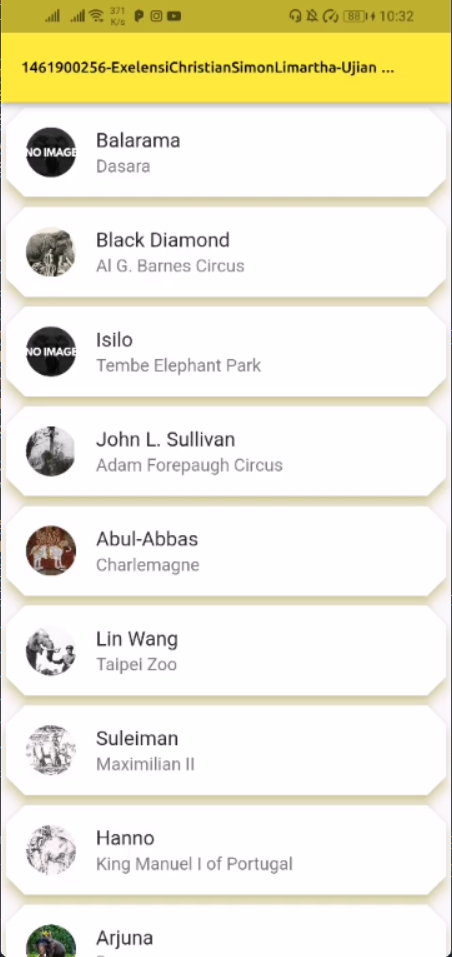 371
K/s
88
10:32
1461900256-ExelensiChristianSimonLimartha-Ujian ...
NO IMAGE
Balarama
Dasara
Black Diamond
Al G. Barnes Circus
NO IMAGE
Isilo
Tembe Elephant Park
John L. Sullivan
Adam Forepaugh Circus
Abul-Abbas
Charlemagne
Lin Wang
Taipei Zoo
Suleiman
Maximilian II
Hanno
King Manuel I of Portugal
Arjuna